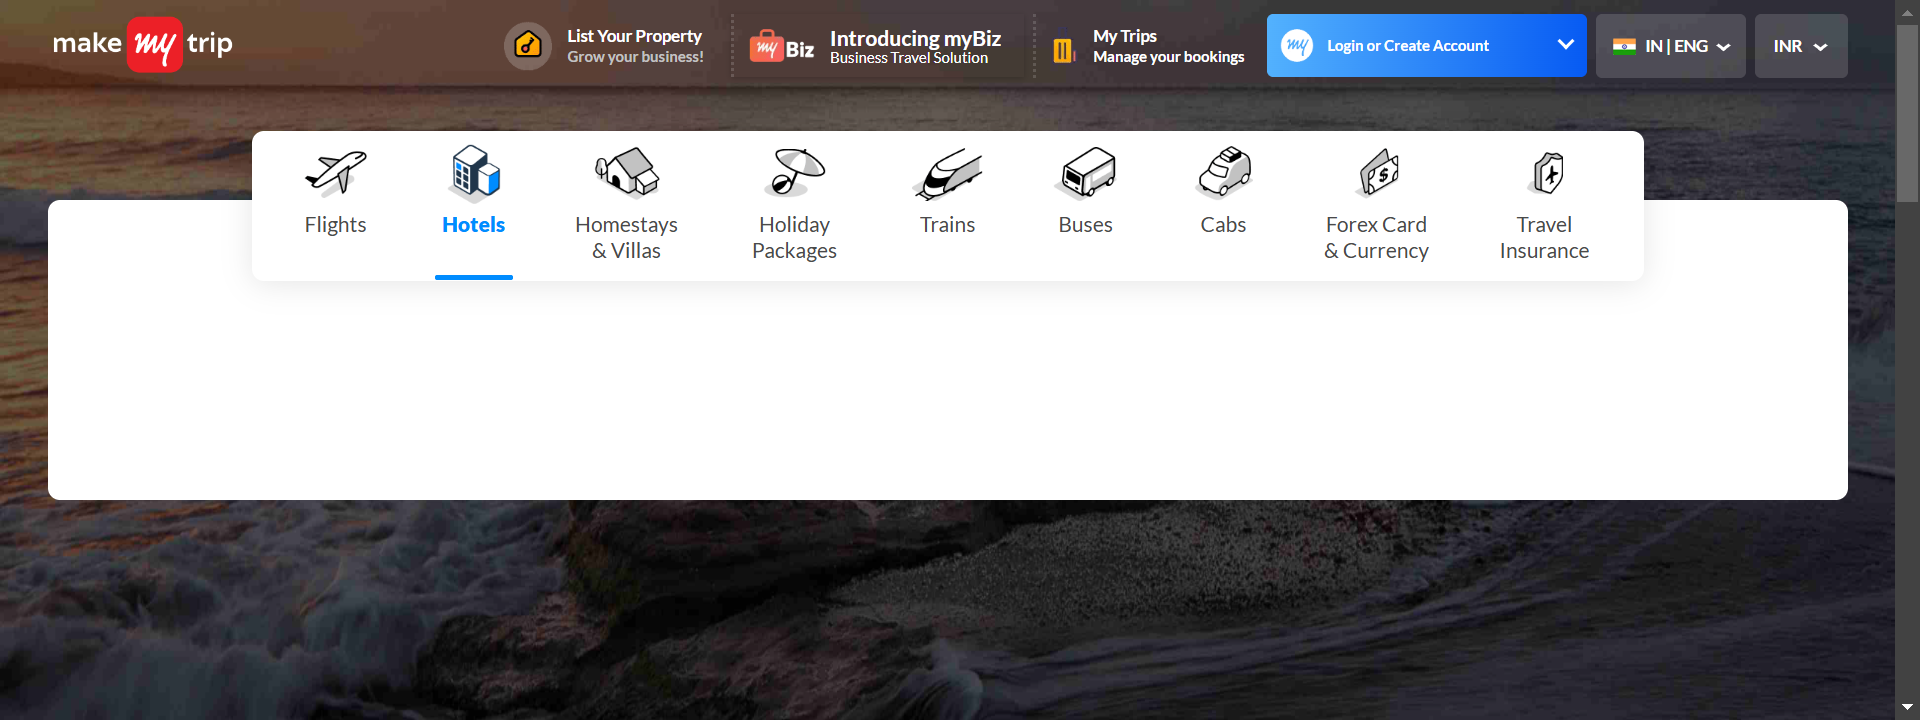 make my trip
List Your Property
Grow your business!
my Biz
Introducing myBiz
Business Travel Solution
My Trips
Manage your bookings
my
Login or Create Account
IN | ENG
INR
Flights
Hotels
Homestays
& Villas
Holiday
Packages
Trains
Buses
Cabs
$
Forex Card
& Currency
Travel
Insurance